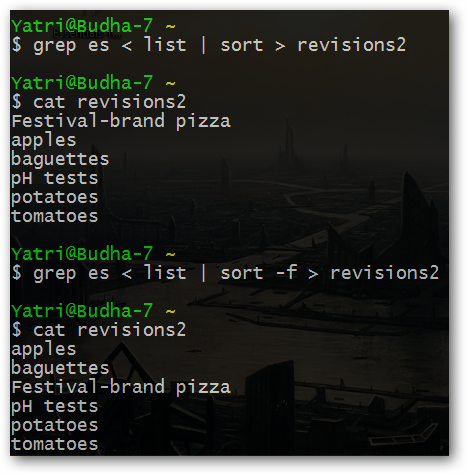 Yatri@Budha-7 ~
$ grep es < list | sort > revisions2
Yatri@Budha-7 ~
$ cat revisions2
Festival-brand pizza
apples
baguettes
pH tests
potatoes
tomatoes
Yatri@Budha-7 ~
$ grep es < list | sort -f > revisions2
Yatri@Budha-7 ~
$ cat revisions2
apples
baguettes
Festival-brand pizza
pH tests
potatoes
tomatoes